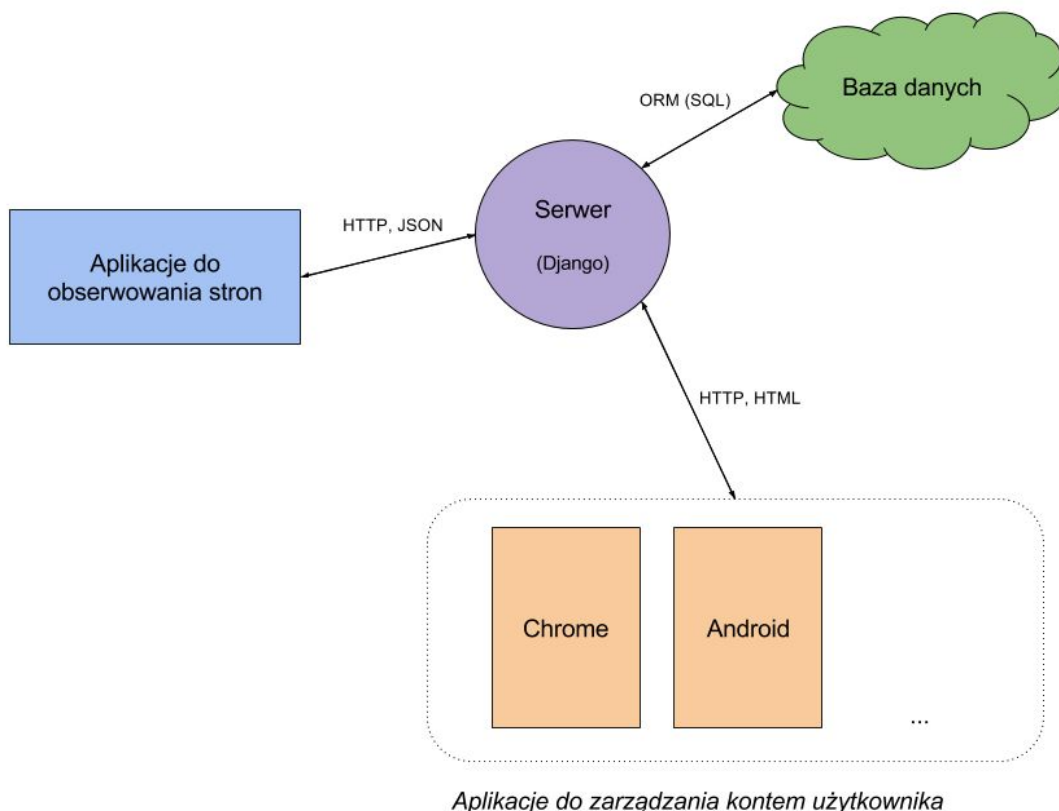 Baza danych
ORM (SQL)
Serwer
(Django)
HTTP, JSON
Aplikacje do
obserwowania stron
HTTP, HTML
Chrome
Android
...
Aplikacje do zarządzania kontem użytkownika